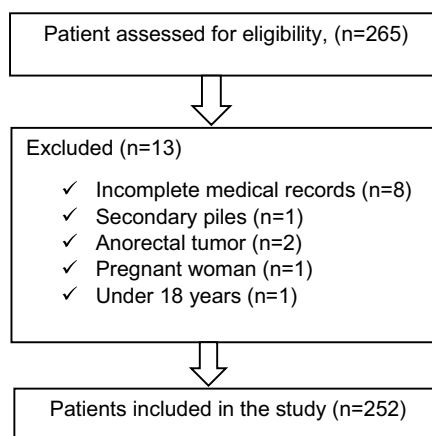 Patient assessed for eligibility, (n=265)
Excluded (n=13)
✓ Incomplete medical records (n=8)
✓ Secondary piles (n=1)
✓ Anorectal tumor (n=2)
✓ Pregnant woman (n=1)
✓ Under 18 years (n=1)
Patients included in the study (n=252)